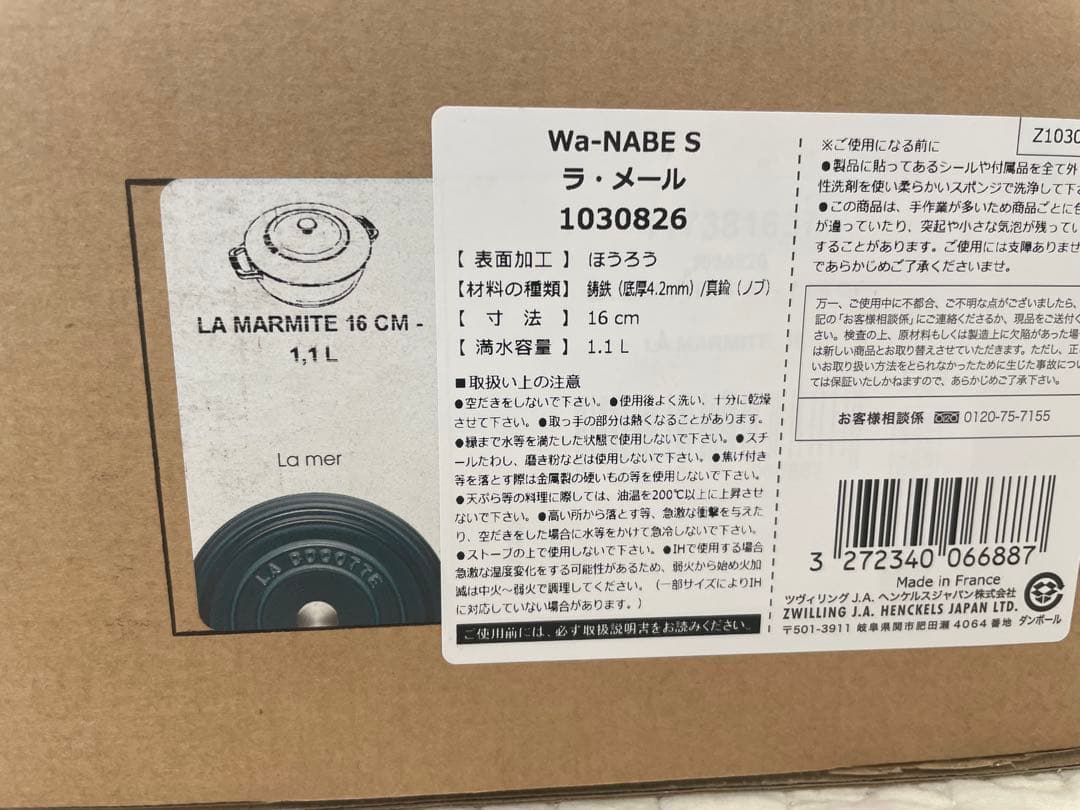 LA MARMITE 16 CM -
1,1 L
La mer
LA COCOTTE
Wa-NABE S
ラ・メール
1030826
【 表面加工 】 ほうろう
【材料の種類】 鋳鉄（底厚4.2mm）/真鍮（ノブ）
【 寸 法 】 16 cm
【 満水容量 】 1.1 L
■取扱い上の注意
●空だきをしないで下さい。●使用後よく洗い、十分に乾燥
させて下さい。●取っ手の部分は熱くなることがあります。
●縁まで水等を満たした状態で使用しないで下さい。●スチ
ールたわし、磨き粉などは使用しないで下さい。●焦げ付き
等を落とす際は金属製の硬いもの等を使用しないで下さい。
●天ぷら等の料理に際しては、油温を200℃以上に上昇させ
ないで下さい。●高い所から落とす等、急激な衝撃を与えた
り、空だきをした場合に水等をかけて急冷しないで下さい。
●ストーブの上で使用しないで下さい。●IHで使用する場合
急激な温度変化をする可能性があるため、弱火から始め火加
減は中火～弱火で調理してください。（一部サイズによりIH
に対応していない場合があります。）
ご使用前には、必ず取扱説明書をお読みください。
Z1030
※ご使用になる前に
●製品に貼ってあるシールや付属品を全て外
性洗剤を使い柔らかいスポンジで洗浄して下さ
●この商品は、手作業が多いため商品ごとに色
が違っていたり、突起や小さな気泡が残ってい
することがあります。ご使用には支障ありませ
であらかじめご了承くださいませ。
万一、ご使用中に不都合、ご不明な点がございましたら、
記の「お客様相談係」にご連絡くださるか、現品をご送付く
さい。検査の上、原材料もしくは製造上に欠陥があった場
は新しい商品とお取り替えさせていただきます。ただし、正
いお取り扱い方法をとられなかったために生じた事故につい
ては保証いたしかねますので、あらかじめご了承下さい。
お客様相談係 0120-75-7155
3 272340 066887
Made in France
ツヴィリング J.A. ヘンケルスジャパン株式会社
ZWILLING J.A. HENCKELS JAPAN LTD.
〒501-3911 岐阜県関市肥田瀬 4064 番地
ダンボール